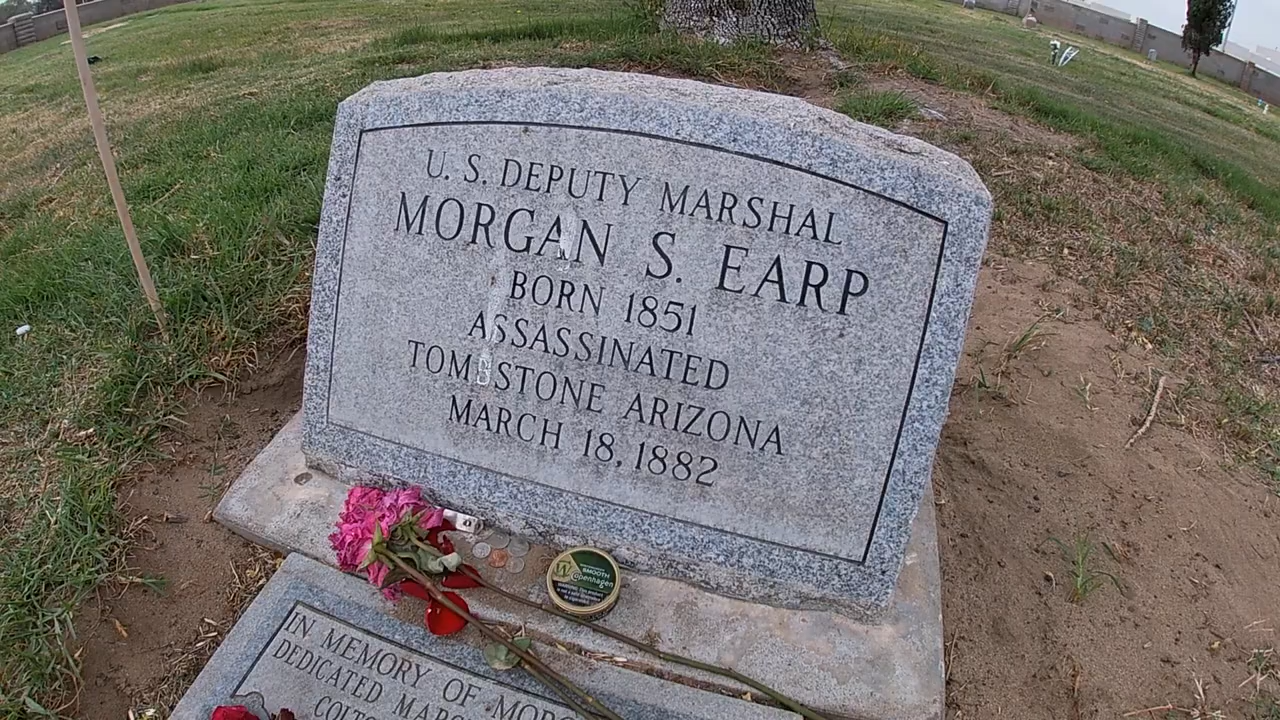 U. S. DEPUTY MARSHAL
MORGAN S. EARP
BORN 1851
ASSASSINATED
TOMBSTONE ARIZONA
MARCH 18, 1882
SMOOTH
Copenhagen
IN MEMORY OF
DEDICATED